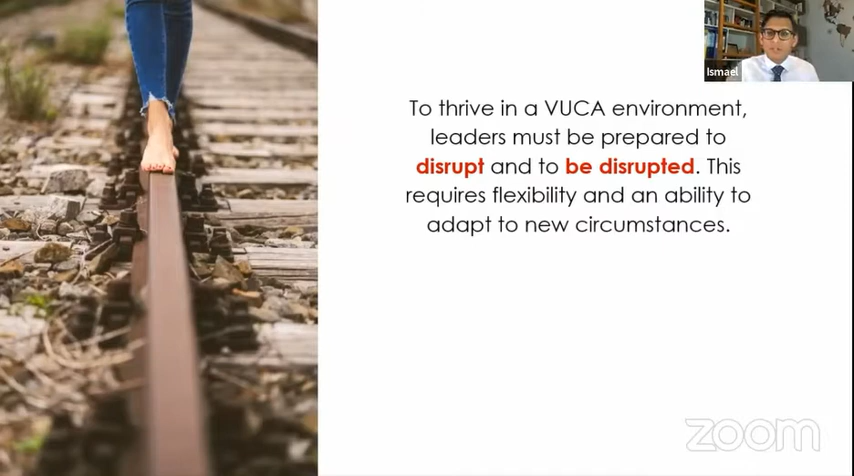 Ismael
To thrive in a VUCA environment,
leaders must be prepared to
disrupt and to be disrupted. This
requires flexibility and an ability to
adapt to new circumstances.
zoom